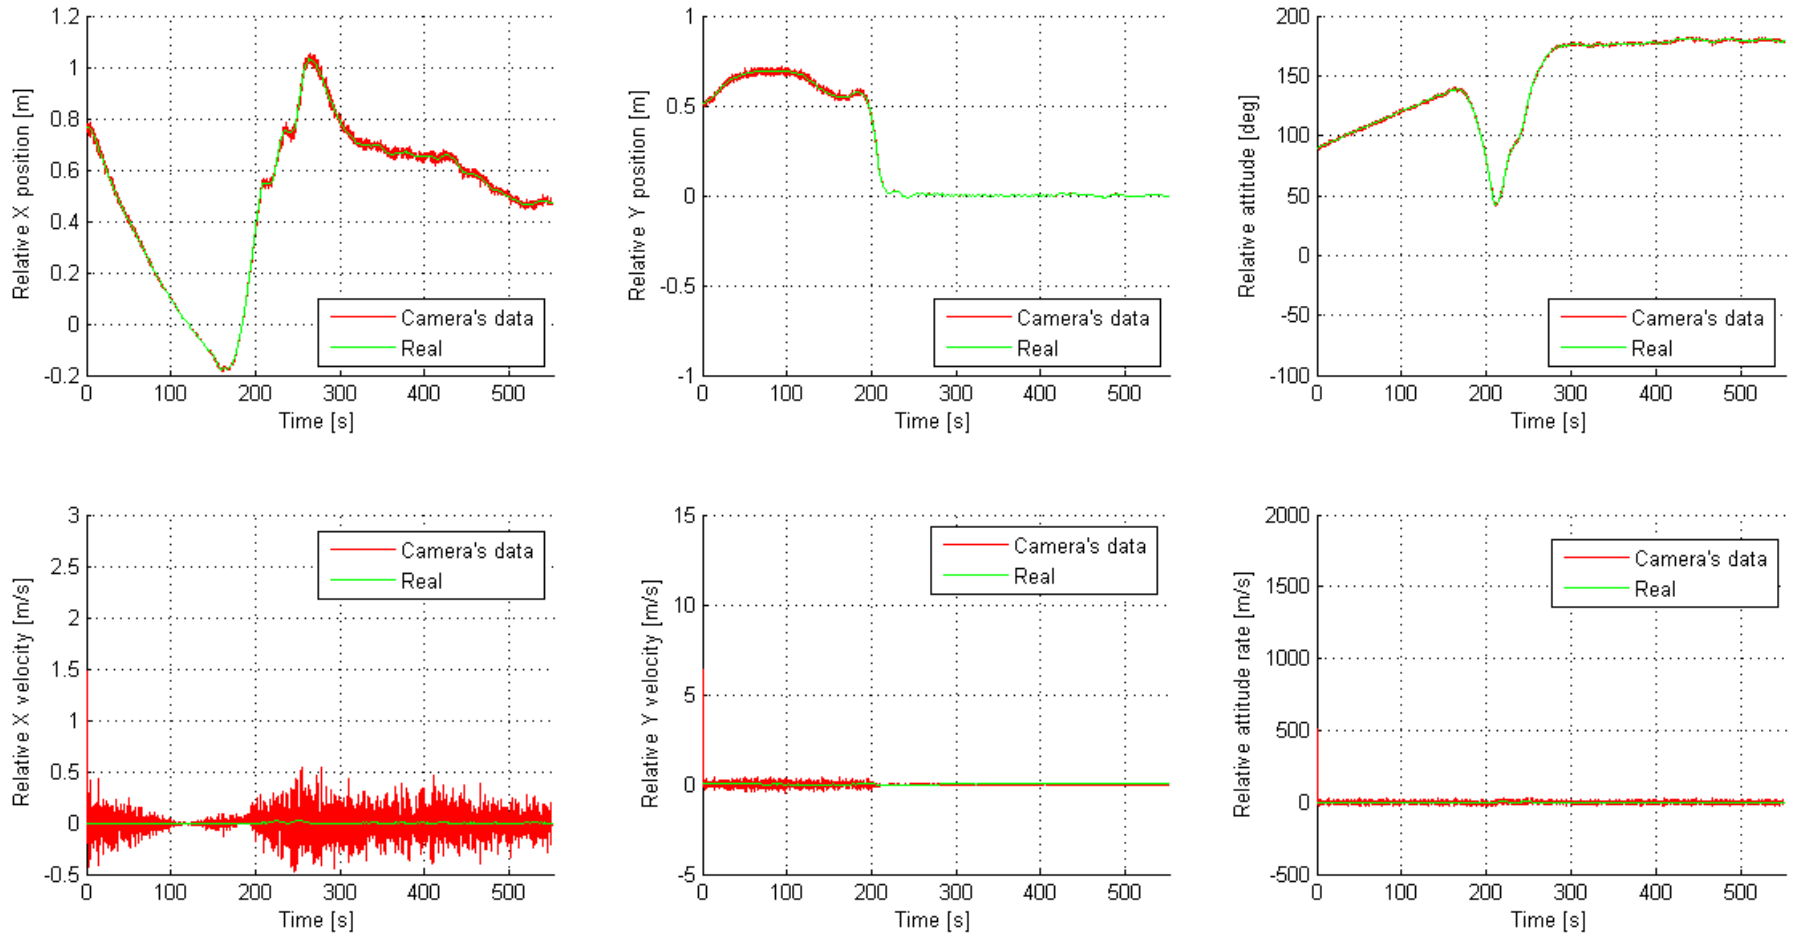 1.2
1
0.8
0.6
0.4
0.2
0
-0.2
Relative X position [m]
0 100 200 300 400 500
Time [s]
Camera's data
Real
1
0.5
0
-0.5
-1
Relative Y position [m]
0 100 200 300 400 500
Time [s]
Camera's data
Real
200
150
100
50
0
-50
-100
Relative attitude [deg]
0 100 200 300 400 500
Time [s]
Camera's data
Real
3
2.5
2
1.5
1
0.5
0
-0.5
Relative X velocity [m/s]
0 100 200 300 400 500
Time [s]
Camera's data
Real
15
10
5
0
-5
Relative Y velocity [m/s]
0 100 200 300 400 500
Time [s]
Camera's data
Real
2000
1500
1000
500
0
-500
Relative attitude rate [m/s]
0 100 200 300 400 500
Time [s]
Camera's data
Real